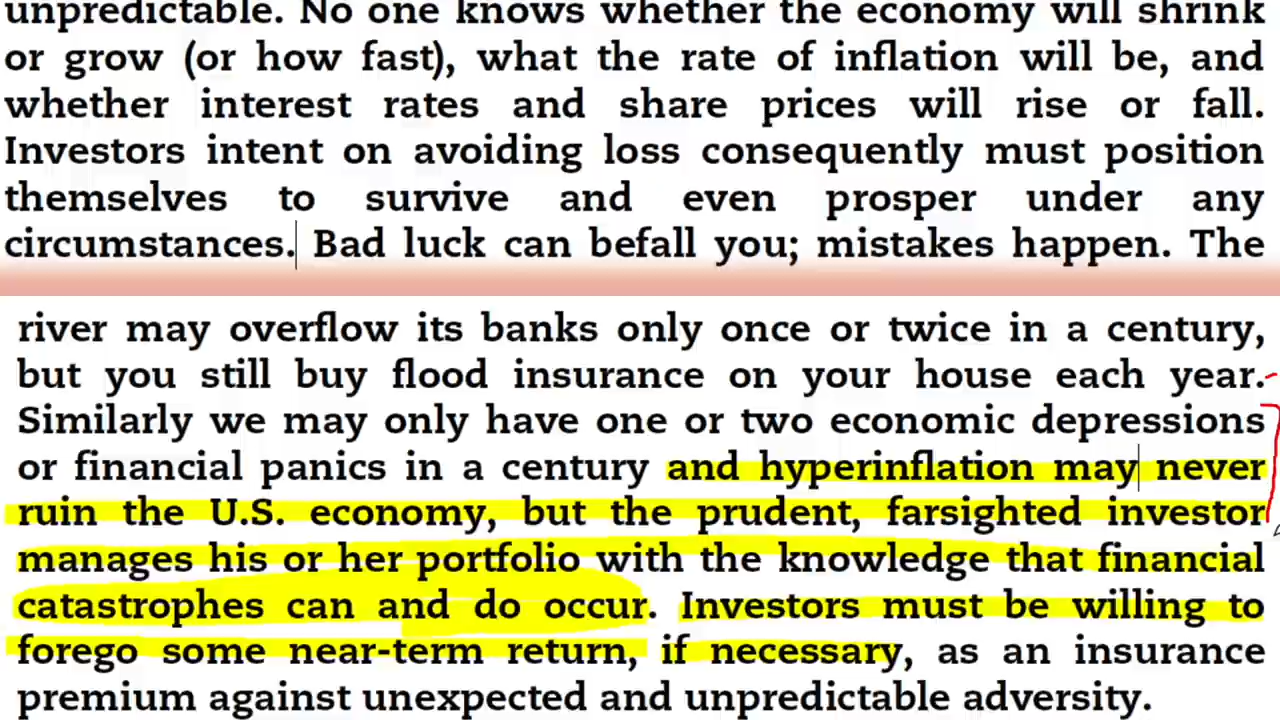 unpredictable. No one knows whether the economy will shrink
or grow (or how fast), what the rate of inflation will be, and
whether interest rates and share prices will rise or fall.
Investors intent on avoiding loss consequently must position
themselves to survive and even prosper under any
circumstances. Bad luck can befall you; mistakes happen. The
river may overflow its banks only once or twice in a century,
but you still buy flood insurance on your house each year.
Similarly we may only have one or two economic depressions
or financial panics in a century and hyperinflation may never
ruin the U.S. economy, but the prudent, farsighted investor
manages his or her portfolio with the knowledge that financial
catastrophes can and do occur. Investors must be willing to
forego some near-term return, if necessary, as an insurance
premium against unexpected and unpredictable adversity.